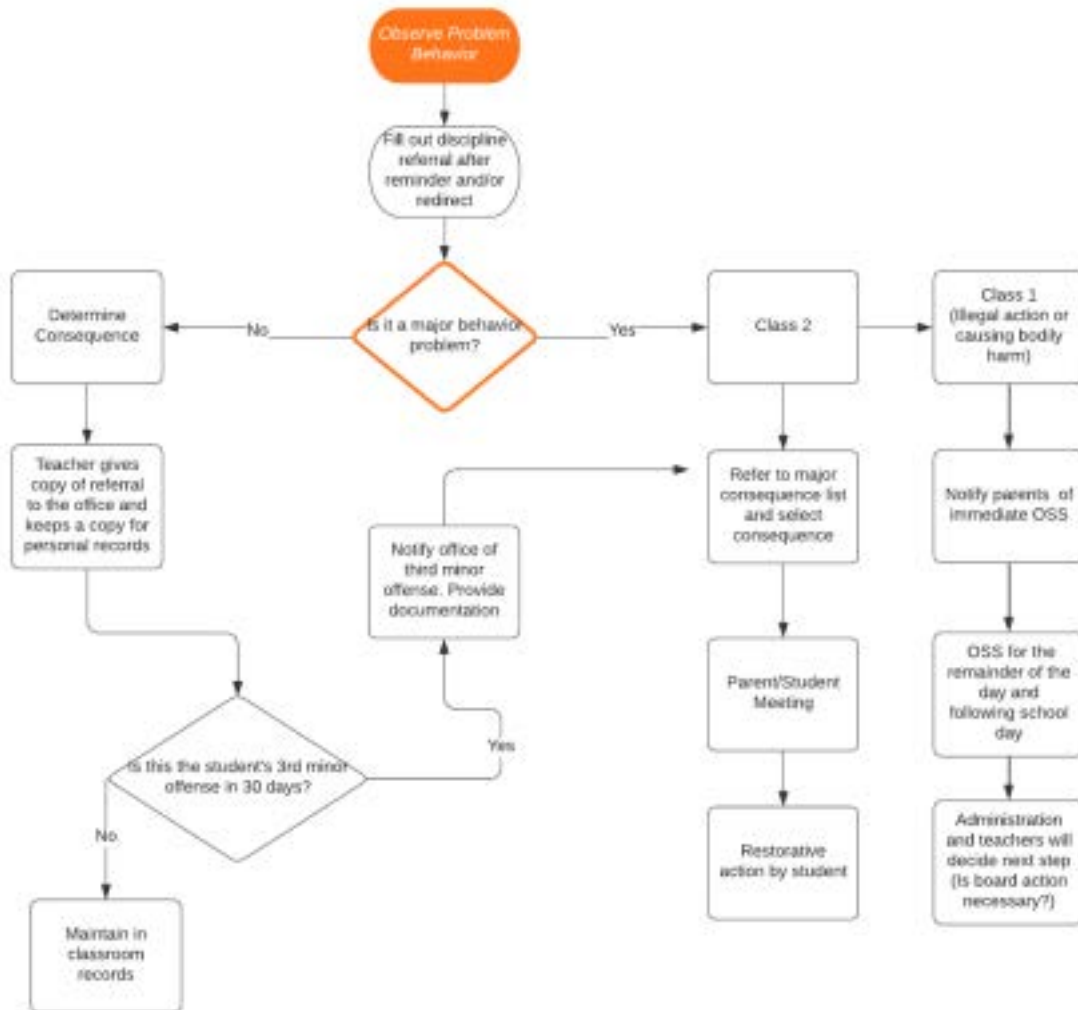 Observe Problem
Behavior
Fill out discipline
referral after
reminder and/or
redirect
Is it a major behavior
problem?
No
Yes
Determine
Consequence
Class 2
Class 1
(Illegal action or
causing bodily
harm)
Teacher gives
copy of referral
to the office and
keeps a copy for
personal records
Notify office of
third minor
offense. Provide
documentation
Refer to major
consequence list
and select
consequence
Notify parents of
immediate OSS
Is this the student's 3rd minor
offense in 30 days?
Yes
No
Maintain in
classroom
records
Parent/Student
Meeting
Restorative
action by student
OSS for the
remainder of the
day and
following school
day
Administration
and teachers will
decide next step
(Is board action
necessary?)